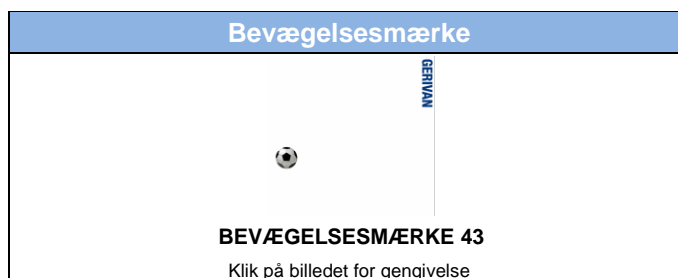 Bevægelsesmærke
GERIVAN
BEVÆGELSESMÆRKE 43
Klik på billedet for gengivelse